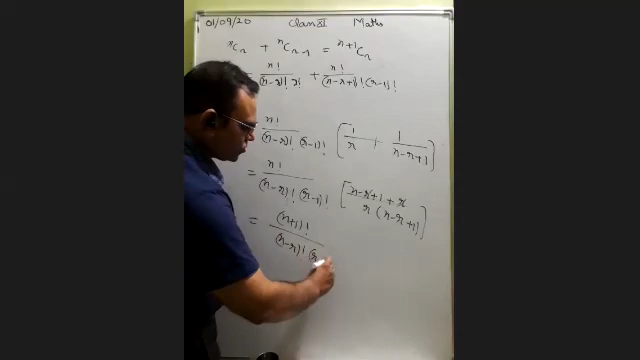 01/09/20 Class XI Maths
ⁿCᵣ + ⁿCᵣ₋₁ = ⁿ⁺¹Cᵣ
n!/(n-r)! r! + n!/(n-r+1)! (r-1)!
n!/(n-r)! (r-1)! [1/r + 1/n-r+1]
= n!/(n-r)! (r-1)! [n-r+1+r/r (n-r+1)]
= (n+1)!/(n-r)! (r